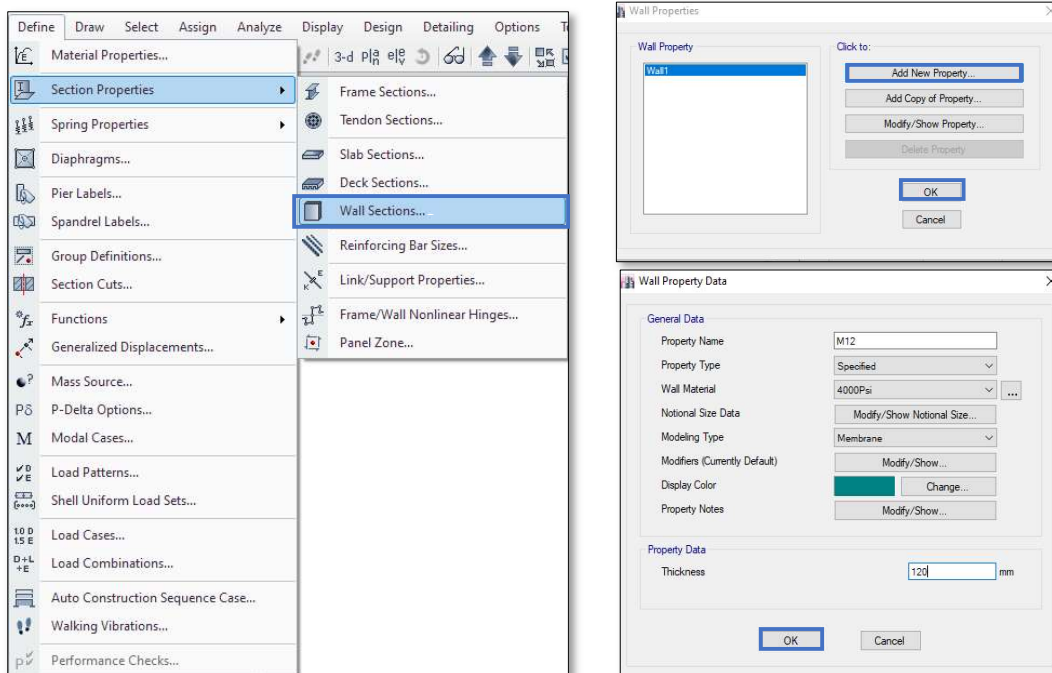 Define Draw Select Assign Analyze Display Design Detailing Options
Material Properties...
Section Properties
Spring Properties
Diaphragms...
Pier Labels...
Spandrel Labels...
Group Definitions...
Section Cuts...
Functions
Generalized Displacements...
Mass Source...
P-Delta Options...
Modal Cases...
Load Patterns...
Shell Uniform Load Sets...
Load Cases...
Load Combinations...
Auto Construction Sequence Case...
Walking Vibrations...
Performance Checks...
3-d
Frame Sections...
Tendon Sections...
Slab Sections...
Deck Sections...
Wall Sections...
Reinforcing Bar Sizes...
Link/Support Properties...
Frame/Wall Nonlinear Hinges...
Panel Zone...
Wall Properties
Wall Property
Wall1
Click to:
Add New Property...
Add Copy of Property...
Modify/Show Property...
Delete Property
OK
Cancel
Wall Property Data
General Data
Property Name M12
Property Type Specified
Wall Material 4000Psi ...
Notional Size Data Modify/Show Notional Size...
Modeling Type Membrane
Modifiers (Currently Default) Modify/Show...
Display Color Change...
Property Notes Modify/Show...
Property Data
Thickness 120 mm
OK Cancel